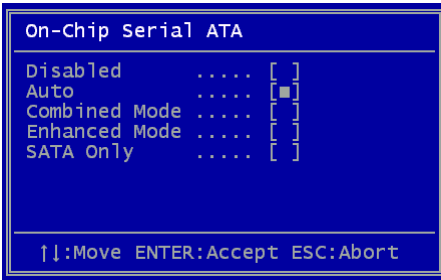 On-Chip Serial ATA
Disabled ..... [ ]
Auto ..... [■]
Combined Mode ..... [ ]
Enhanced Mode ..... [ ]
SATA Only ..... [ ]
↑↓:Move ENTER:Accept ESC:Abort